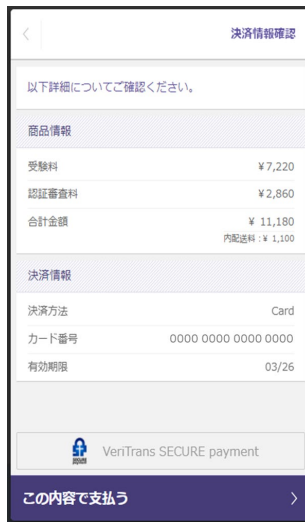 決済情報確認
以下詳細についてご確認ください。
商品情報
受験料 ¥7,220
認証審査料 ¥2,860
合計金額 ¥ 11,180
内配送料:¥ 1,100
決済情報
決済方法 Card
カード番号 0000 0000 0000 0000
有効期限 03/26
VeriTrans SECURE payment
この内容で支払う